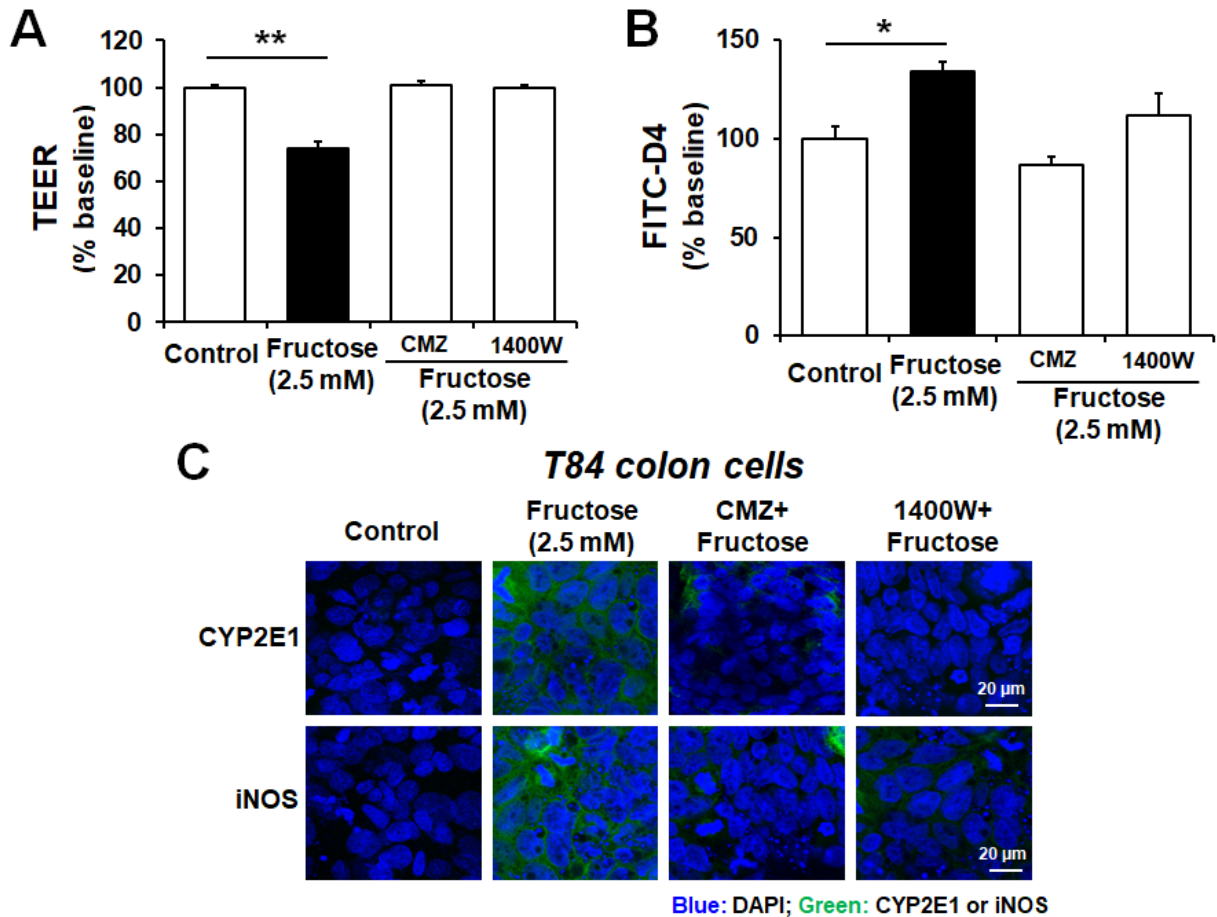 A
120
100
80
60
40
20
0
TEER
(% baseline)
**
Control
Fructose
(2.5 mM)
CMZ
1400W
Fructose
(2.5 mM)
B
150
100
50
0
FITC-D4
(% baseline)
*
Control
Fructose
(2.5 mM)
CMZ
1400W
Fructose
(2.5 mM)
C
T84 colon cells
Control
Fructose
(2.5 mM)
CMZ+
Fructose
1400W+
Fructose
CYP2E1
20 µm
iNOS
20 µm
Blue: DAPI; Green: CYP2E1 or iNOS